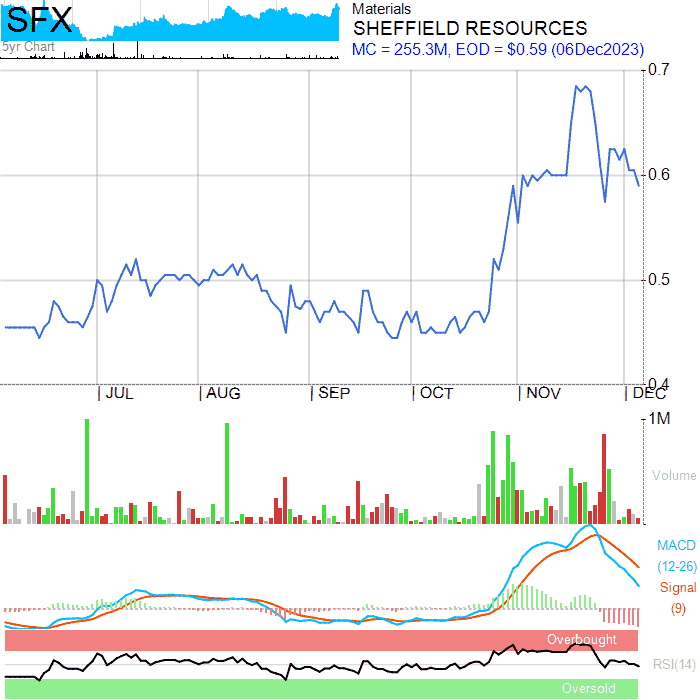 SFX
5yr Chart
Materials
SHEFFIELD RESOURCES
MC = 255.3M, EOD = $0.59 (06Dec2023)
0.7
0.6
0.5
0.4
JUL AUG SEP OCT NOV DEC
1M
Volume
MACD
(12-26)
Signal
(9)
Overbought
RSI(14)
Oversold